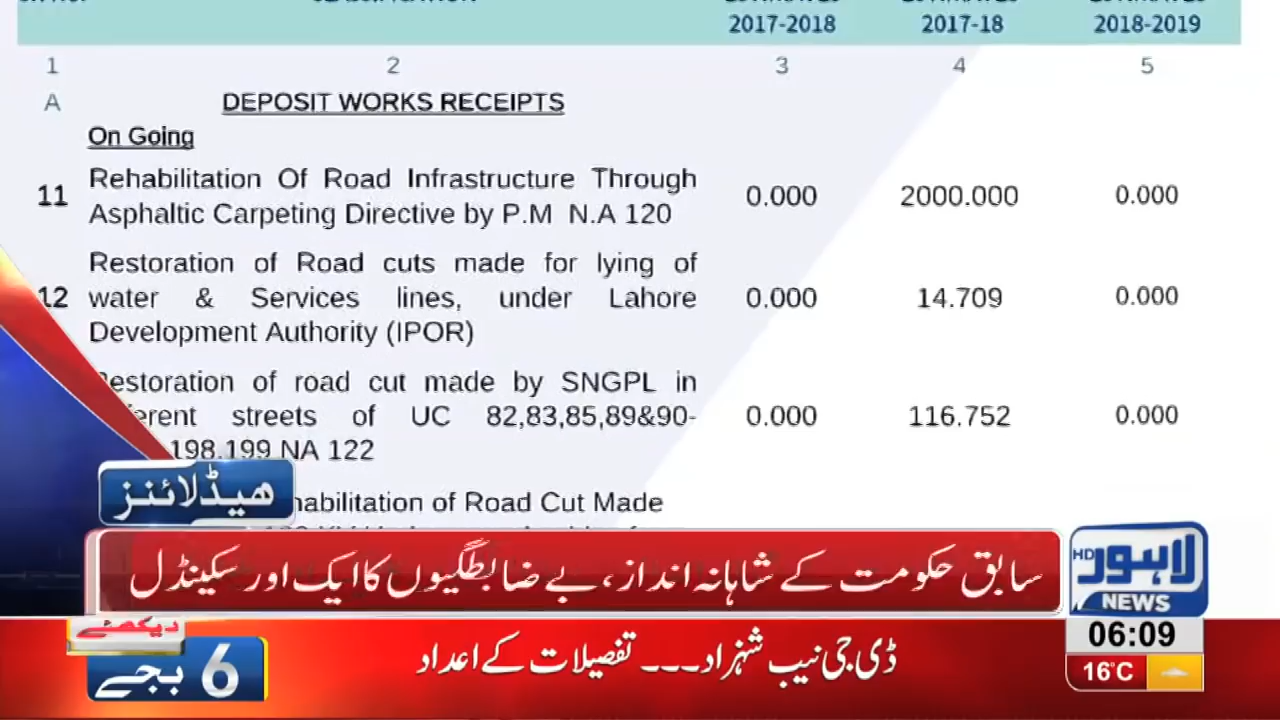 2017-2018 2017-18 2018-2019
1 2 3 4 5
A DEPOSIT WORKS RECEIPTS
On Going
11 Rehabilitation Of Road Infrastructure Through
Asphaltic Carpeting Directive by P.M N.A 120 0.000 2000.000 0.000
12 Restoration of Road cuts made for lying of
water & Services lines, under Lahore
Development Authority (IPOR) 0.000 14.709 0.000
estoration of road cut made by SNGPL in
erent streets of UC 82,83,85,89&90-
198,199 NA 122 0.000 116.752 0.000
habilitation of Road Cut Made
ھیڈلائنز
سابق حکومت کے شاہانہ انداز، بے ضابطگیوں کا ایک اور سکینڈل
HD لاہور
NEWS
06:09
16°C
دیکھئے
6 بجے
ڈی جی نیب شہزاد۔۔۔ تفصیلات کے اعداد